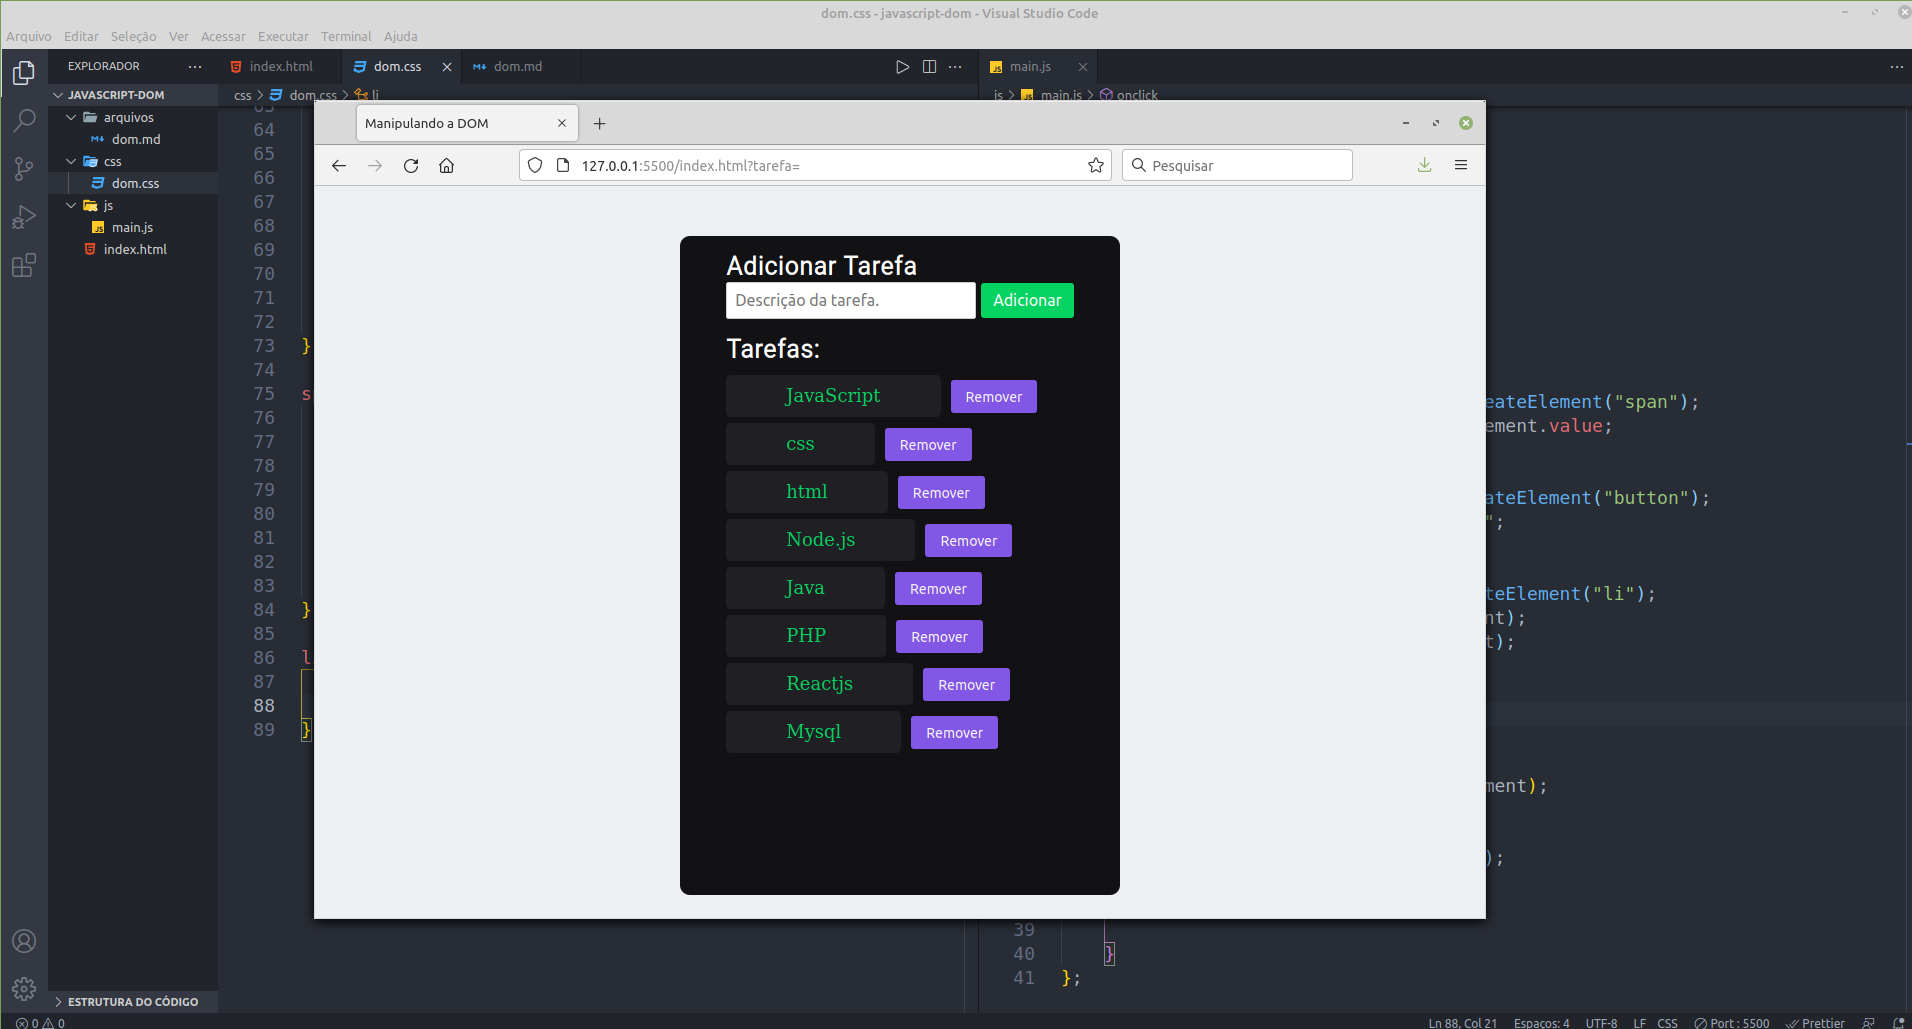 dom.css - javascript-dom - Visual Studio Code
Arquivo Editar Seleção Ver Acessar Executar Terminal Ajuda
EXPLORADOR
JAVASCRIPT-DOM
arquivos
dom.md
css
dom.css
js
main.js
index.html
ESTRUTURA DO CÓDIGO
index.html dom.css dom.md
css > dom.css > li
main.js
js > main.js > onclick
Manipulando a DOM
127.0.0.1:5500/index.html?tarefa=
Pesquisar
Adicionar Tarefa
Descrição da tarefa. Adicionar
Tarefas:
JavaScript Remover
css Remover
html Remover
Node.js Remover
Java Remover
PHP Remover
Reactjs Remover
Mysql Remover
63
64
65
66
67
68
69
70
71
72
73 }
74
75 s
76
77
78
79
80
81
82
83
84 }
85
86 l
87
88
89 }
eateElement("span");
ement.value;
ateElement("button");
";
teElement("li");
nt);
t);
ment);
);
39
40 }
41 };
0 0
Ln 88, Col 21 Espaços: 4 UTF-8 LF CSS Port : 5500 Prettier